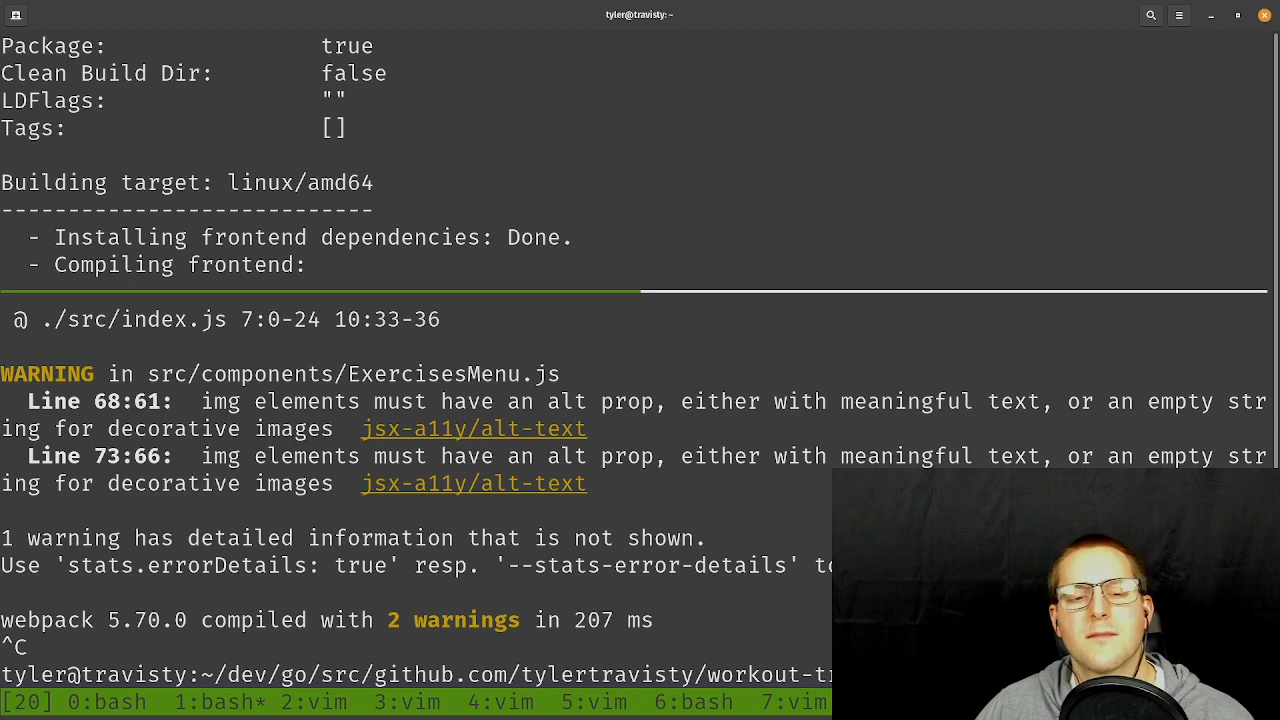 tyler@travisty: ~
Package: true
Clean Build Dir: false
LDFlags: ""
Tags: []
Building target: linux/amd64
----------------------------
- Installing frontend dependencies: Done.
- Compiling frontend:
@ ./src/index.js 7:0-24 10:33-36
WARNING in src/components/ExercisesMenu.js
Line 68:61: img elements must have an alt prop, either with meaningful text, or an empty str
ing for decorative images jsx-a11y/alt-text
Line 73:66: img elements must have an alt prop, either with meaningful text, or an empty str
ing for decorative images jsx-a11y/alt-text
1 warning has detailed information that is not shown.
Use 'stats.errorDetails: true' resp. '--stats-error-details' to
webpack 5.70.0 compiled with 2 warnings in 207 ms
^C
tyler@travisty:~/dev/go/src/github.com/tylertravisty/workout-t
[20] 0:bash 1:bash* 2:vim 3:vim 4:vim 5:vim 6:bash 7:vim